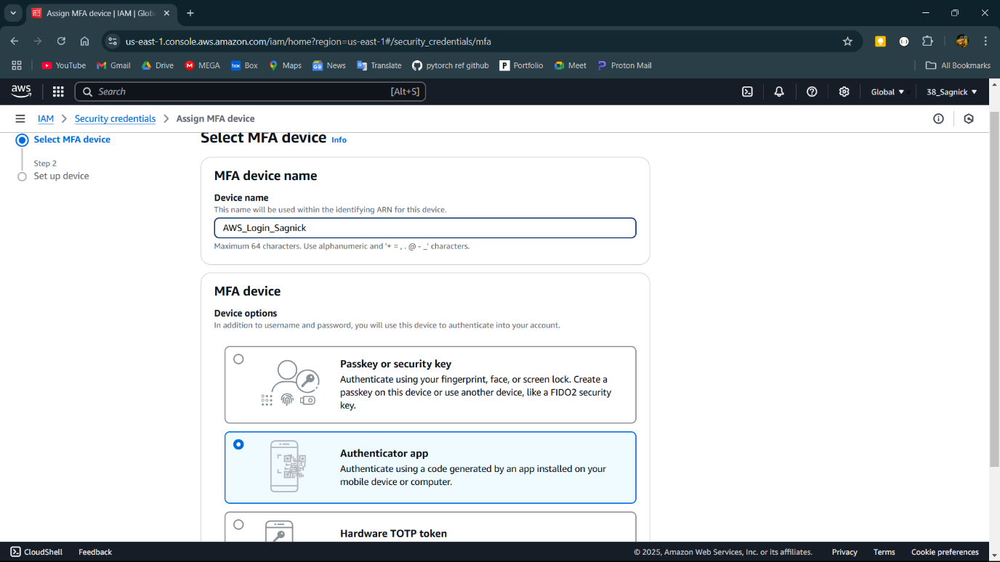 Assign MFA device | IAM | Glob
us-east-1.console.aws.amazon.com/iam/home?region=us-east-1#/security_credentials/mfa
YouTube Gmail Drive MEGA Box Maps News Translate pytorch ref github Portfolio Meet Proton Mail All Bookmarks
aws Search [Alt+S] Global 38_Sagnick
IAM > Security credentials > Assign MFA device
Select MFA device
Step 2
Set up device
Select MFA device Info
MFA device name
Device name
This name will be used within the identifying ARN for this device.
AWS_Login_Sagnick
Maximum 64 characters. Use alphanumeric and '+ = , . @ - _' characters.
MFA device
Device options
In addition to username and password, you will use this device to authenticate into your account.
Passkey or security key
Authenticate using your fingerprint, face, or screen lock. Create a
passkey on this device or use another device, like a FIDO2 security
key.
Authenticator app
Authenticate using a code generated by an app installed on your
mobile device or computer.
Hardware TOTP token
CloudShell Feedback © 2025, Amazon Web Services, Inc. or its affiliates. Privacy Terms Cookie preferences